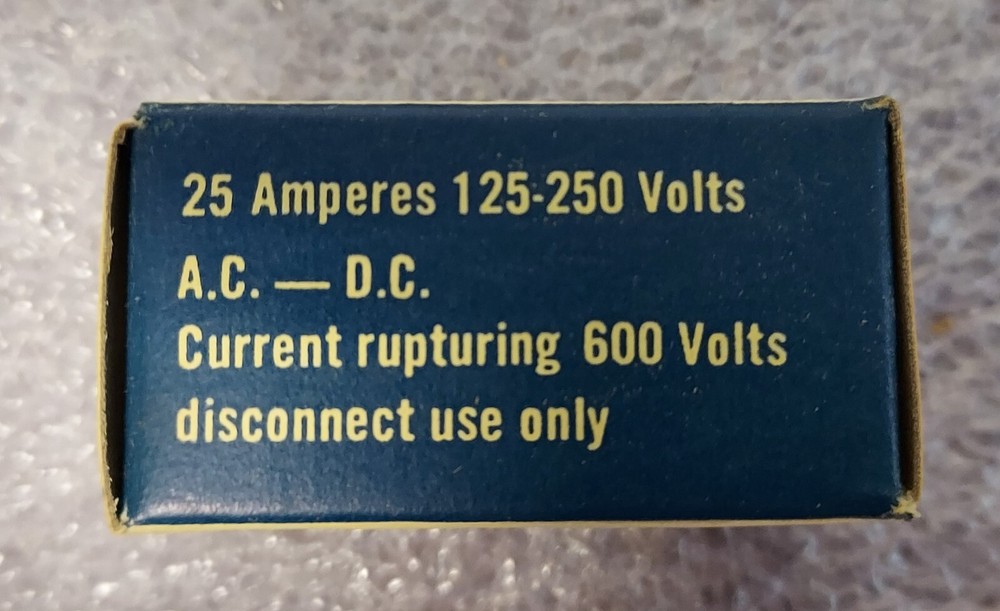 25 Amperes 125-250 Volts
A.C. — D.C.
Current rupturing 600 Volts
disconnect use only